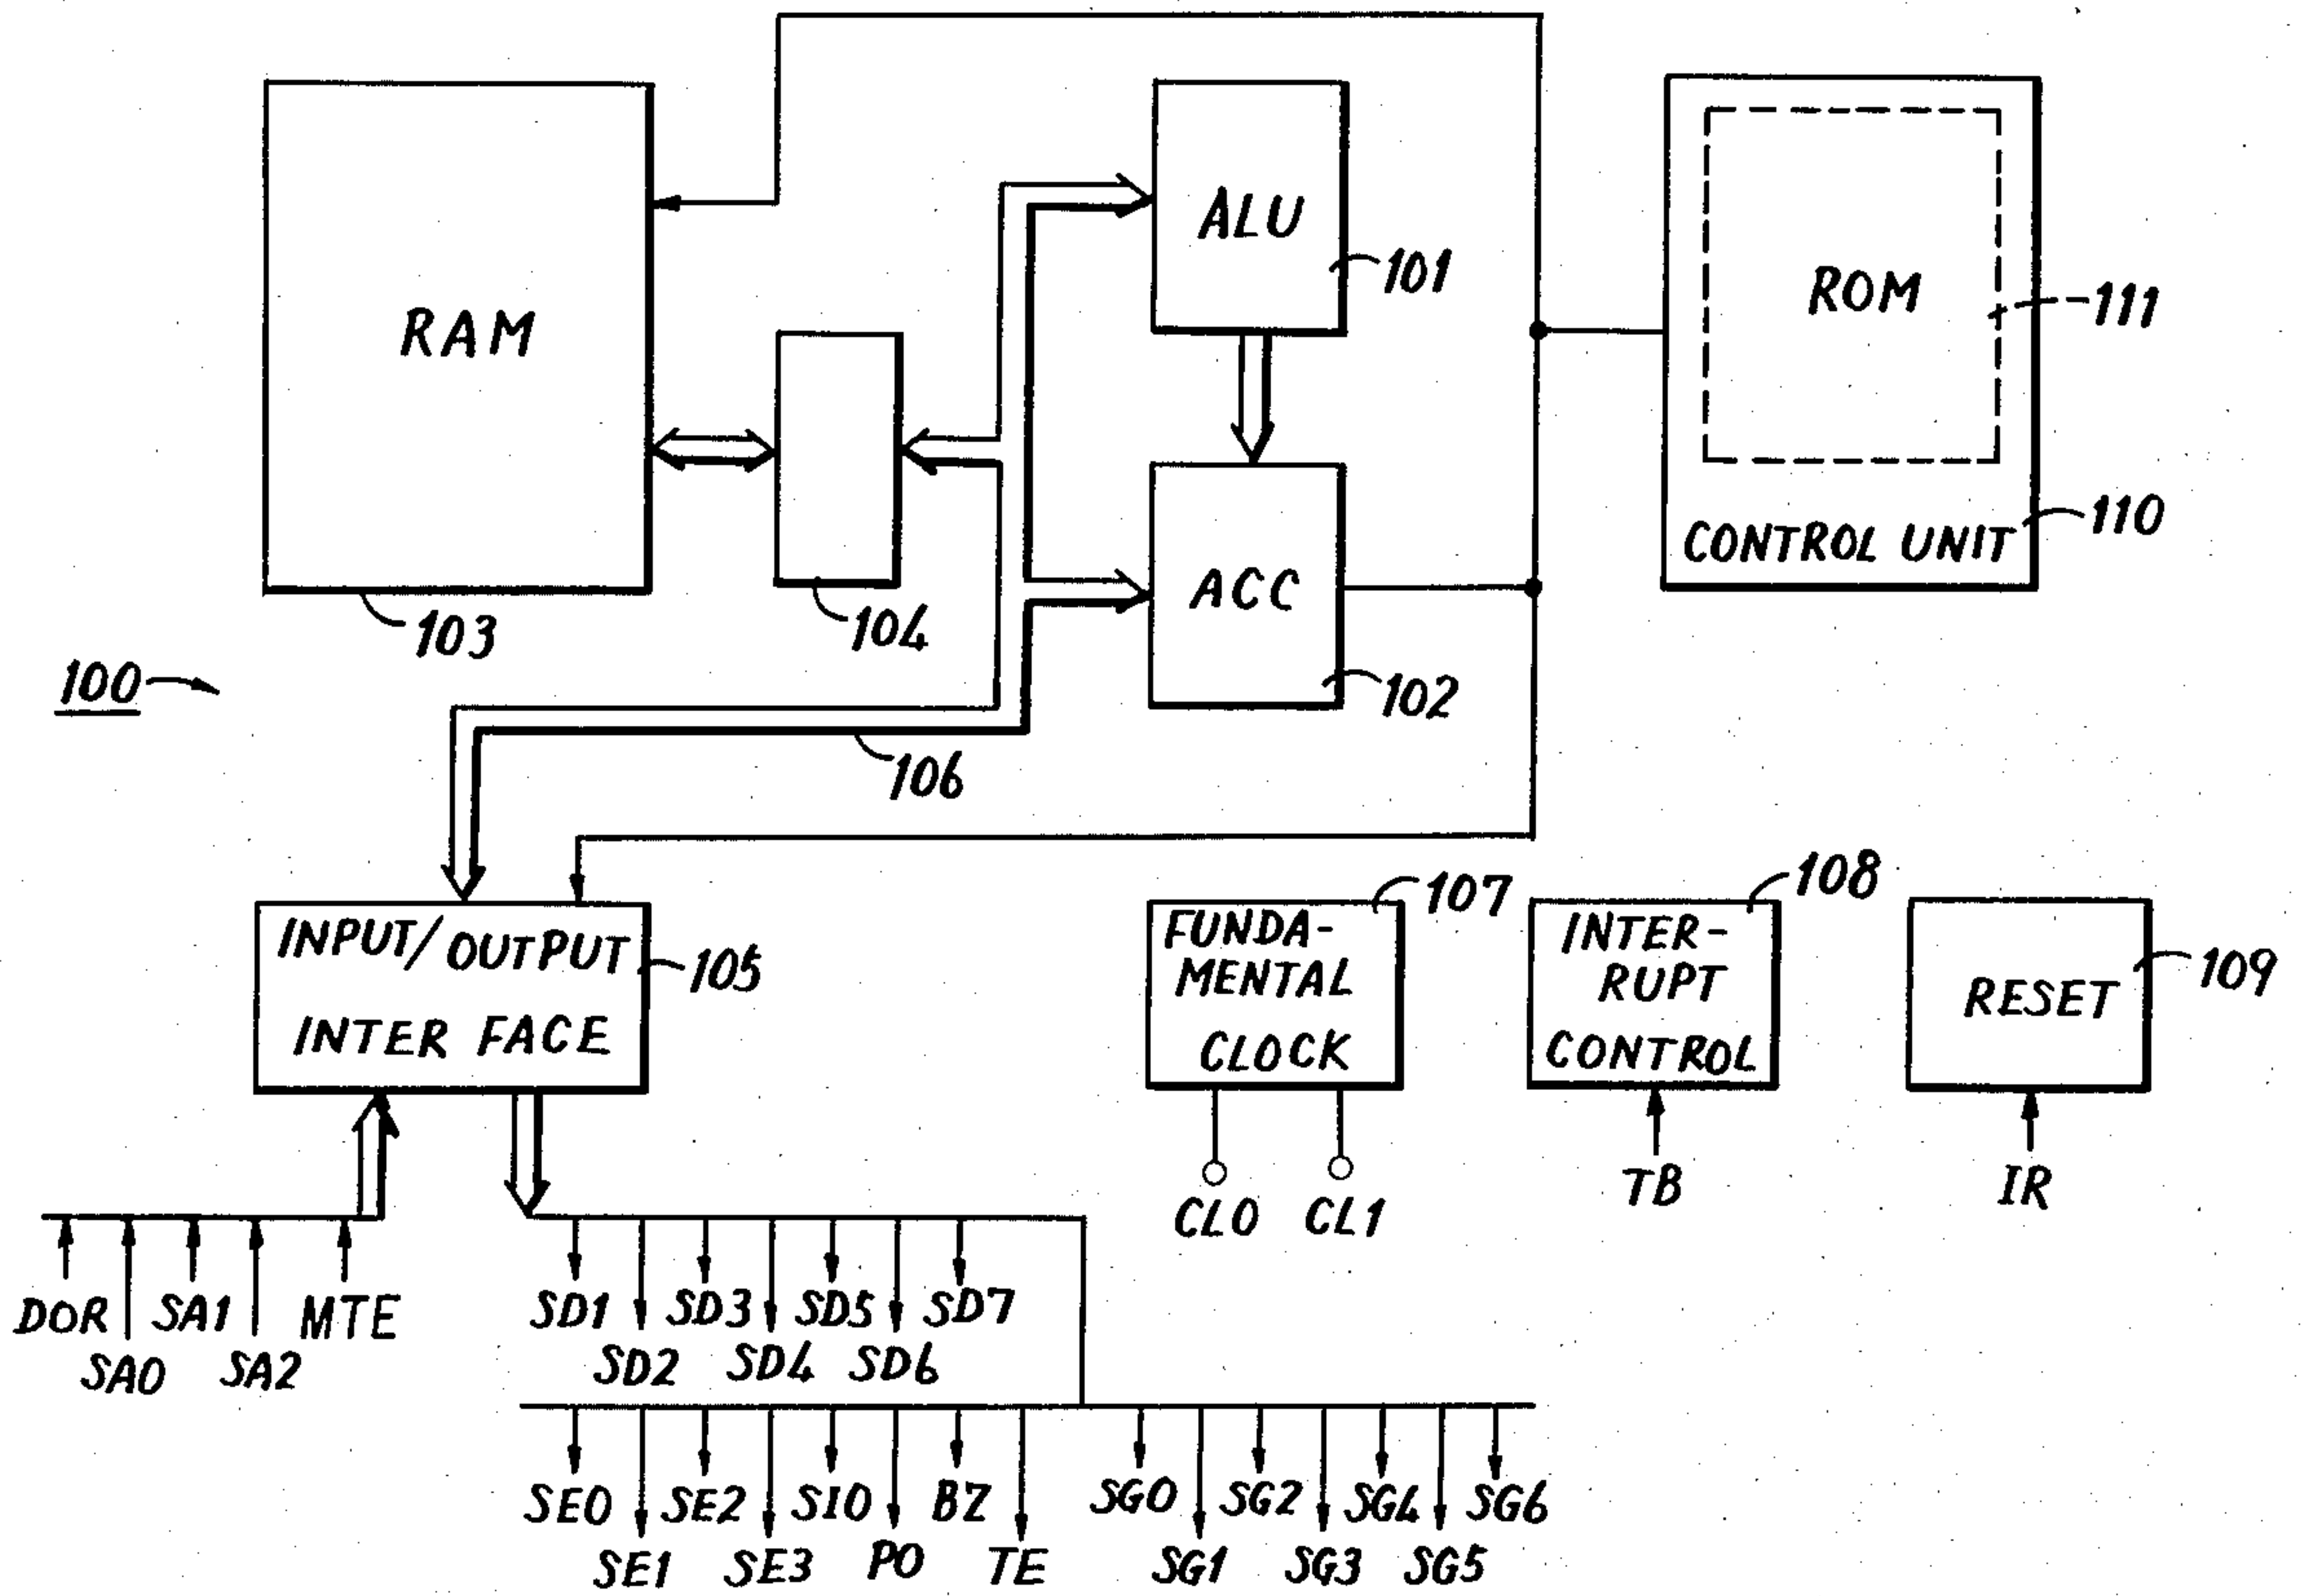 RAM
103
104
ALU
101
ACC
102
ROM
111
CONTROL UNIT
110
100
106
INPUT/OUTPUT
INTER FACE
105
FUNDA-
MENTAL
CLOCK
107
CL0
CL1
INTER-
RUPT
CONTROL
108
TB
RESET
109
IR
DOR
SA0
SA1
SA2
MTE
SD1
SD2
SD3
SD4
SD5
SD6
SD7
SE0
SE1
SE2
SE3
SI0
PO
BZ
TE
SG0
SG1
SG2
SG3
SG4
SG5
SG6